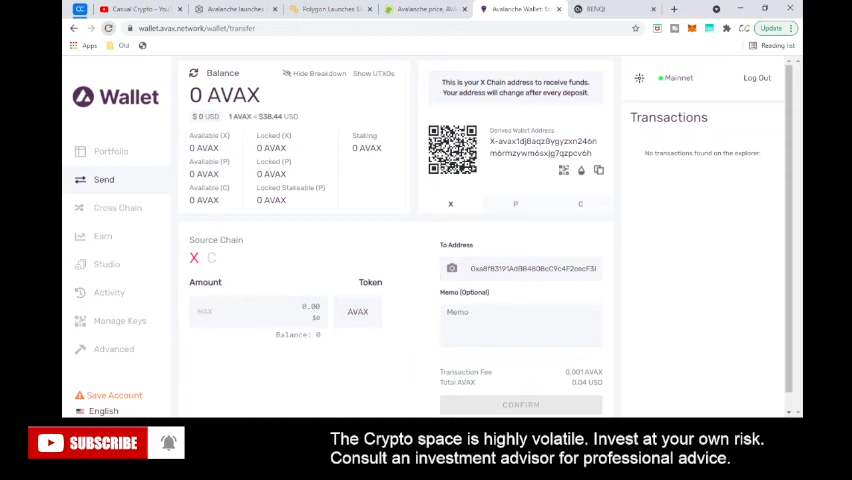 Casual Crypto - YouT
Avalanche launches
Polygon Launches $
Avalanche price, AVA
Avalanche Wallet: Se
BENQI
wallet.avax.network/wallet/transfer
Update
Apps
Old
Reading list
Wallet
Balance
Hide Breakdown
Show UTXOs
0 AVAX
$ 0 USD
1 AVAX = $38.44 USD
Available (X)
Locked (X)
Staking
0 AVAX
0 AVAX
0 AVAX
Available (P)
Locked (P)
0 AVAX
0 AVAX
Available (C)
Locked Stakeable (P)
0 AVAX
0 AVAX
This is your X Chain address to receive funds.
Your address will change after every deposit.
Derived Wallet Address
X P C
Mainnet
Log Out
Transactions
No transactions found on the explorer.
Portfolio
Send
Cross Chain
Earn
Studio
Activity
Manage Keys
Advanced
Save Account
English
Source Chain
X C
Amount
Token
MAX
0.00
$0
AVAX
Balance: 0
To Address
Memo (Optional)
Memo
Transaction Fee
0.001 AVAX
Total AVAX
0.04 USD
CONFIRM
SUBSCRIBE
The Crypto space is highly volatile. Invest at your own risk.
Consult an investment advisor for professional advice.